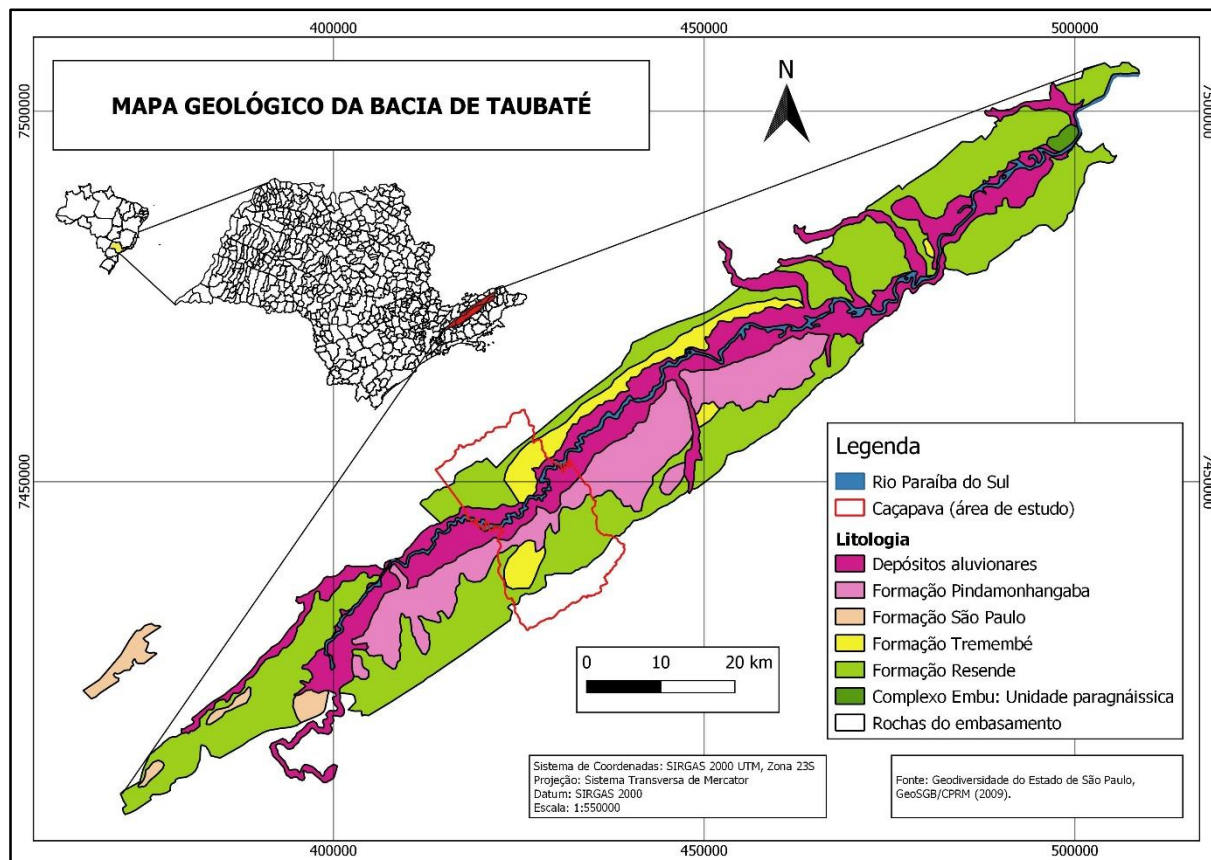 400000
450000
500000
7500000
7500000
MAPA GEOLÓGICO DA BACIA DE TAUBATÉ
N
7450000
7450000
Legenda
Rio Paraíba do Sul
Caçapava (área de estudo)
Litologia
Depósitos aluvionares
Formação Pindamonhangaba
Formação São Paulo
Formação Tremembé
Formação Resende
Complexo Embu: Unidade paragnáissica
Rochas do embasamento
0 10 20 km
Sistema de Coordenadas: SIRGAS 2000 UTM, Zona 23S
Projeção: Sistema Transversa de Mercator
Datum: SIRGAS 2000
Escala: 1:550000
Fonte: Geodiversidade do Estado de São Paulo,
GeoSGB/CPRM (2009).
400000
450000
500000